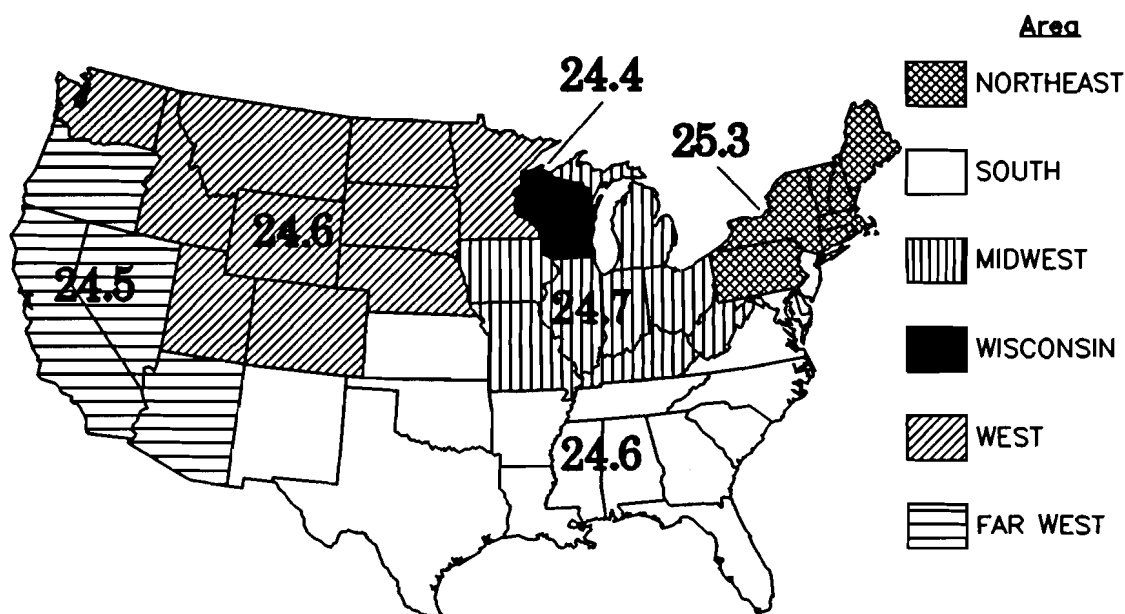 24.4
25.3
24.6
24.5
24.7
24.6
Area
NORTHEAST
SOUTH
MIDWEST
WISCONSIN
WEST
FAR WEST